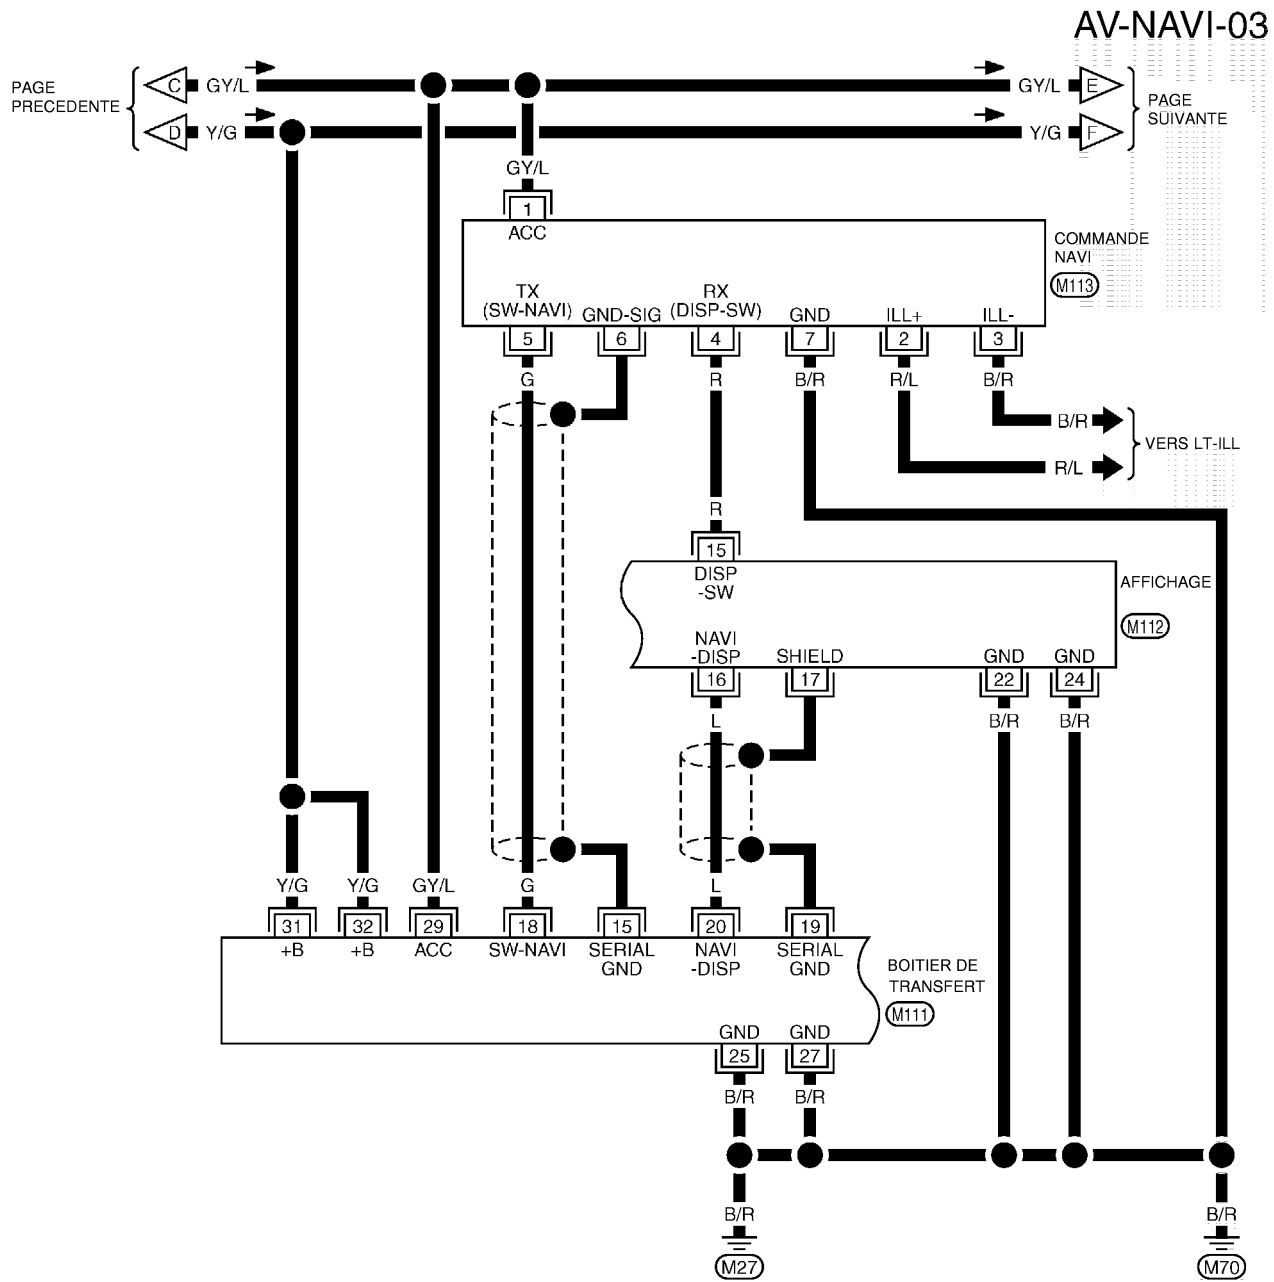 AV-NAVI-03
PAGE
PRECEDENTE
C GY/L GY/L E
D Y/G Y/G F
PAGE
SUIVANTE
GY/L
1
ACC
COMMANDE
NAVI
M113
TX
(SW-NAVI)
GND-SIG
RX
(DISP-SW)
GND ILL+ ILL-
5 6 4 7 2 3
G R B/R R/L B/R
B/R
R/L
VERS LT-ILL
R
15
DISP
-SW
AFFICHAGE
M112
NAVI
-DISP
SHIELD GND GND
16 17 22 24
L B/R B/R
Y/G Y/G GY/L G L
31 32 29 18 15 20 19
+B +B ACC SW-NAVI SERIAL
GND
NAVI
-DISP
SERIAL
GND
BOITIER DE
TRANSFERT
M111
GND GND
25 27
B/R B/R
B/R B/R
M27 M70